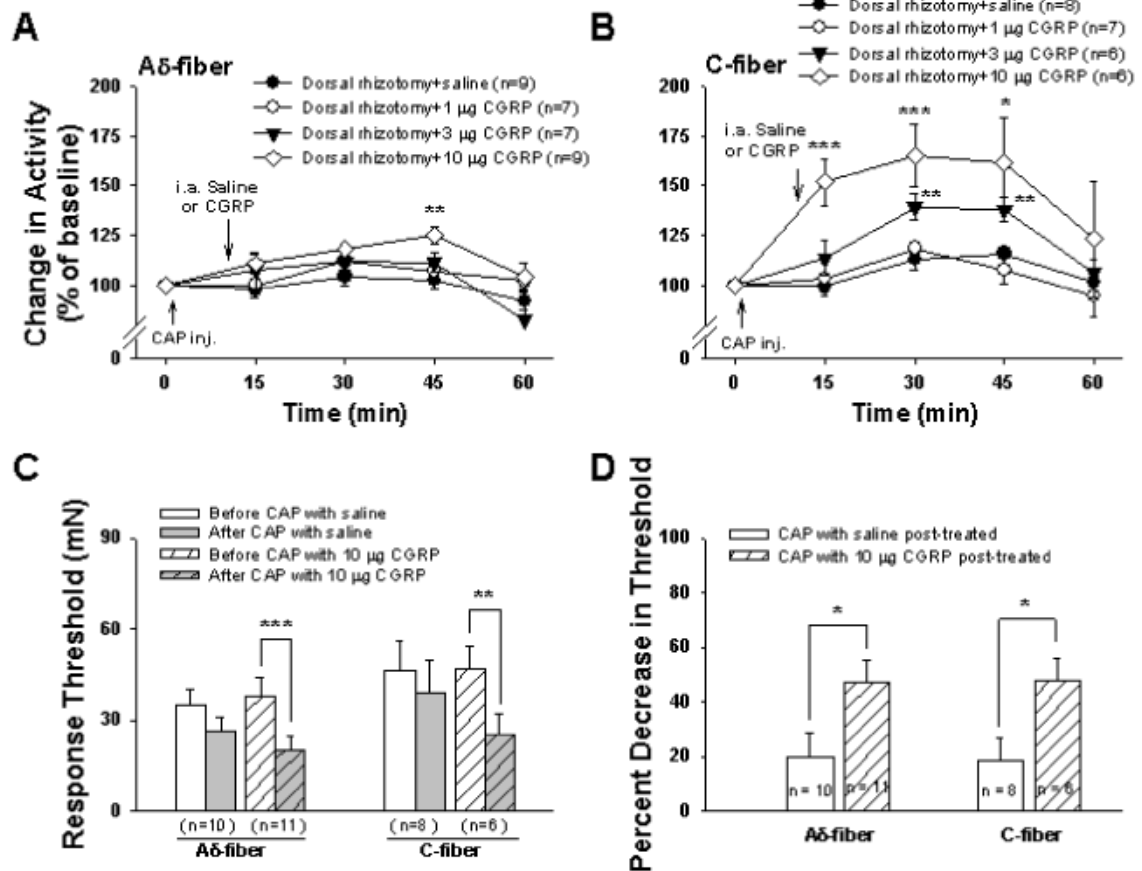 A
Aδ-fiber
Dorsal rhizotomy+saline (n=9)
Dorsal rhizotomy+1 μg CGRP (n=7)
Dorsal rhizotomy+3 μg CGRP (n=7)
Dorsal rhizotomy+10 μg CGRP (n=9)
Change in Activity
(% of baseline)
200
175
150
125
100
0
i.a. Saline
or CGRP
**
CAP inj.
0 15 30 45 60
Time (min)
B
C-fiber
Dorsal rhizotomy+saline (n=8)
Dorsal rhizotomy+1 μg CGRP (n=7)
Dorsal rhizotomy+3 μg CGRP (n=6)
Dorsal rhizotomy+10 μg CGRP (n=6)
200
175
150
125
100
0
i.a. Saline
or CGRP
*** *** *
** **
CAP inj.
0 15 30 45 60
Time (min)
C
Response Threshold (mN)
Before CAP with saline
After CAP with saline
Before CAP with 10 μg CGRP
After CAP with 10 μg CGRP
90
60
30
0
*** **
(n=10) (n=11) (n=8) (n=6)
Aδ-fiber C-fiber
D
Percent Decrease in Threshold
CAP with saline post-treated
CAP with 10 μg CGRP post-treated
100
80
60
40
20
0
* *
n = 10 n = 11 n = 8 n = 6
Aδ-fiber C-fiber